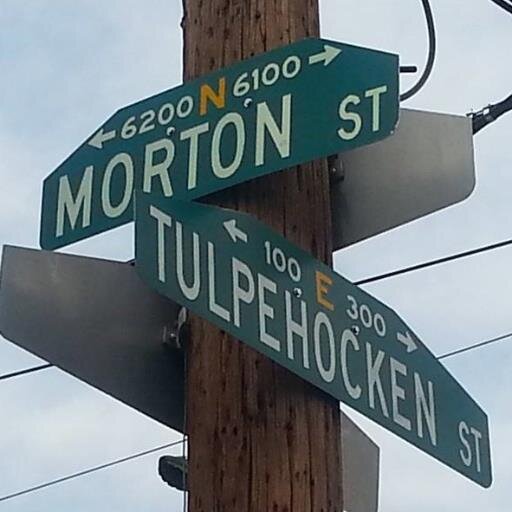 ← 6200 N 6100 →
MORTON ST
← 100 E 300 →
TULPEHOCKEN ST